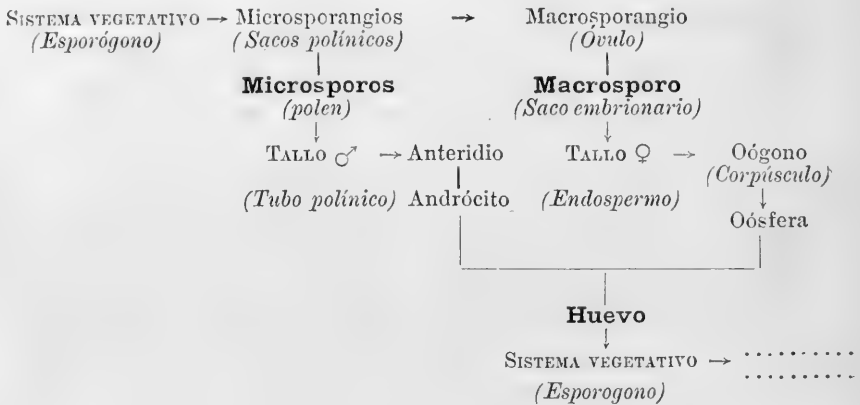 SISTEMA VEGETATIVO → Microsporangios → Macrosporangio
(Esporógono) (Sacos polínicos) (Óvulo)
Microsporos Macrosporo
(polen) (Saco embrionario)
TALLO ♂ → Anteridio TALLO ♀ → Oógono
(Corpúsculo)
(Tubo polínico) Andrócito (Endospermo)
Oósfera
Huevo
SISTEMA VEGETATIVO → ..........
(Esporogono) ..........